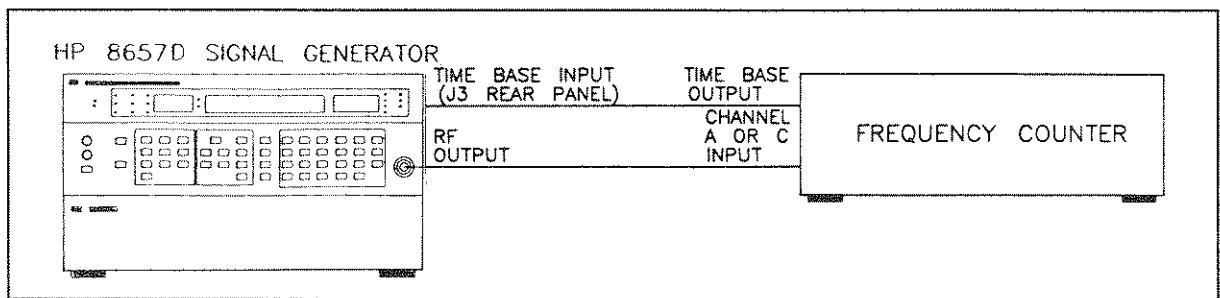 HP 8657D SIGNAL GENERATOR
TIME BASE INPUT
(J3 REAR PANEL)
TIME BASE
OUTPUT
RF
OUTPUT
CHANNEL
A OR C
INPUT
FREQUENCY COUNTER